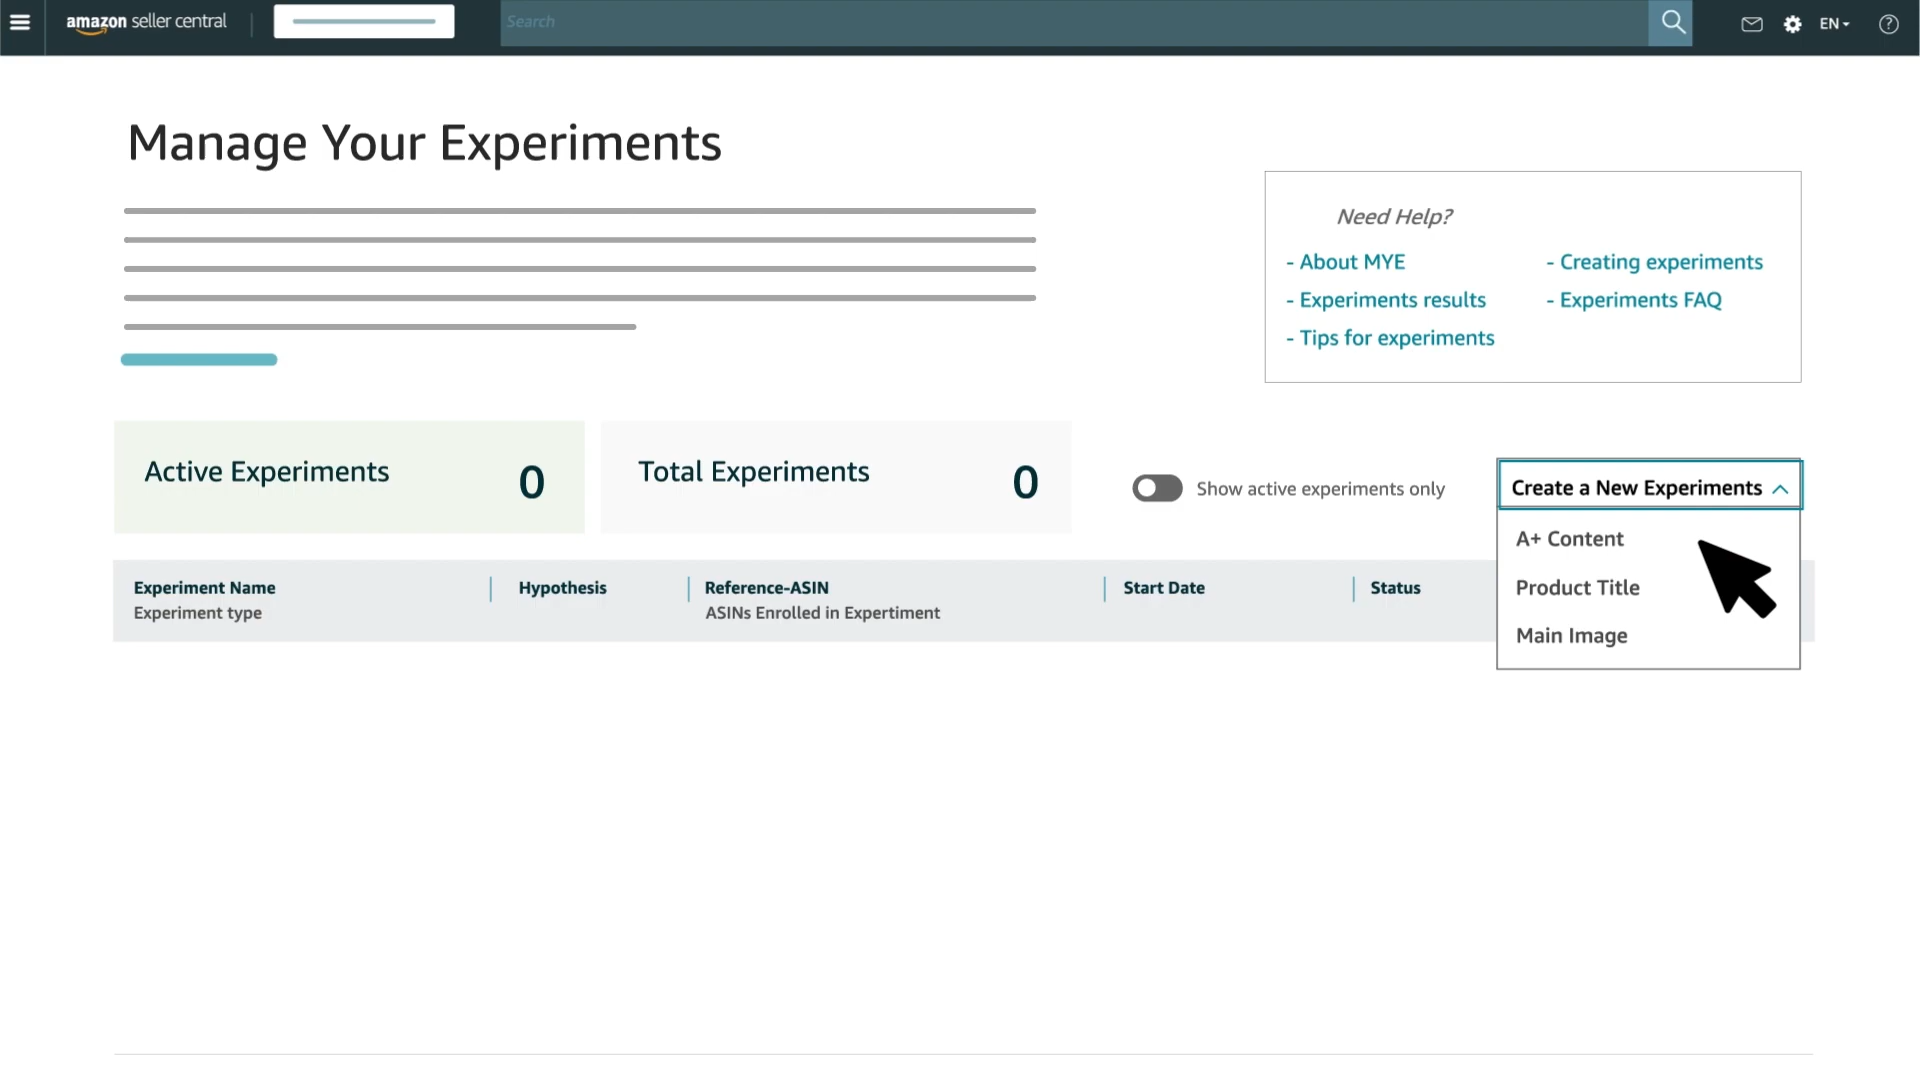 amazon seller central
Search
EN
Manage Your Experiments
Need Help?
- About MYE
- Creating experiments
- Experiments results
- Experiments FAQ
- Tips for experiments
Active Experiments 0
Total Experiments 0
Show active experiments only
Create a New Experiments
A+ Content
Product Title
Main Image
Experiment Name
Experiment type
Hypothesis
Reference-ASIN
ASINs Enrolled in Expertiment
Start Date
Status